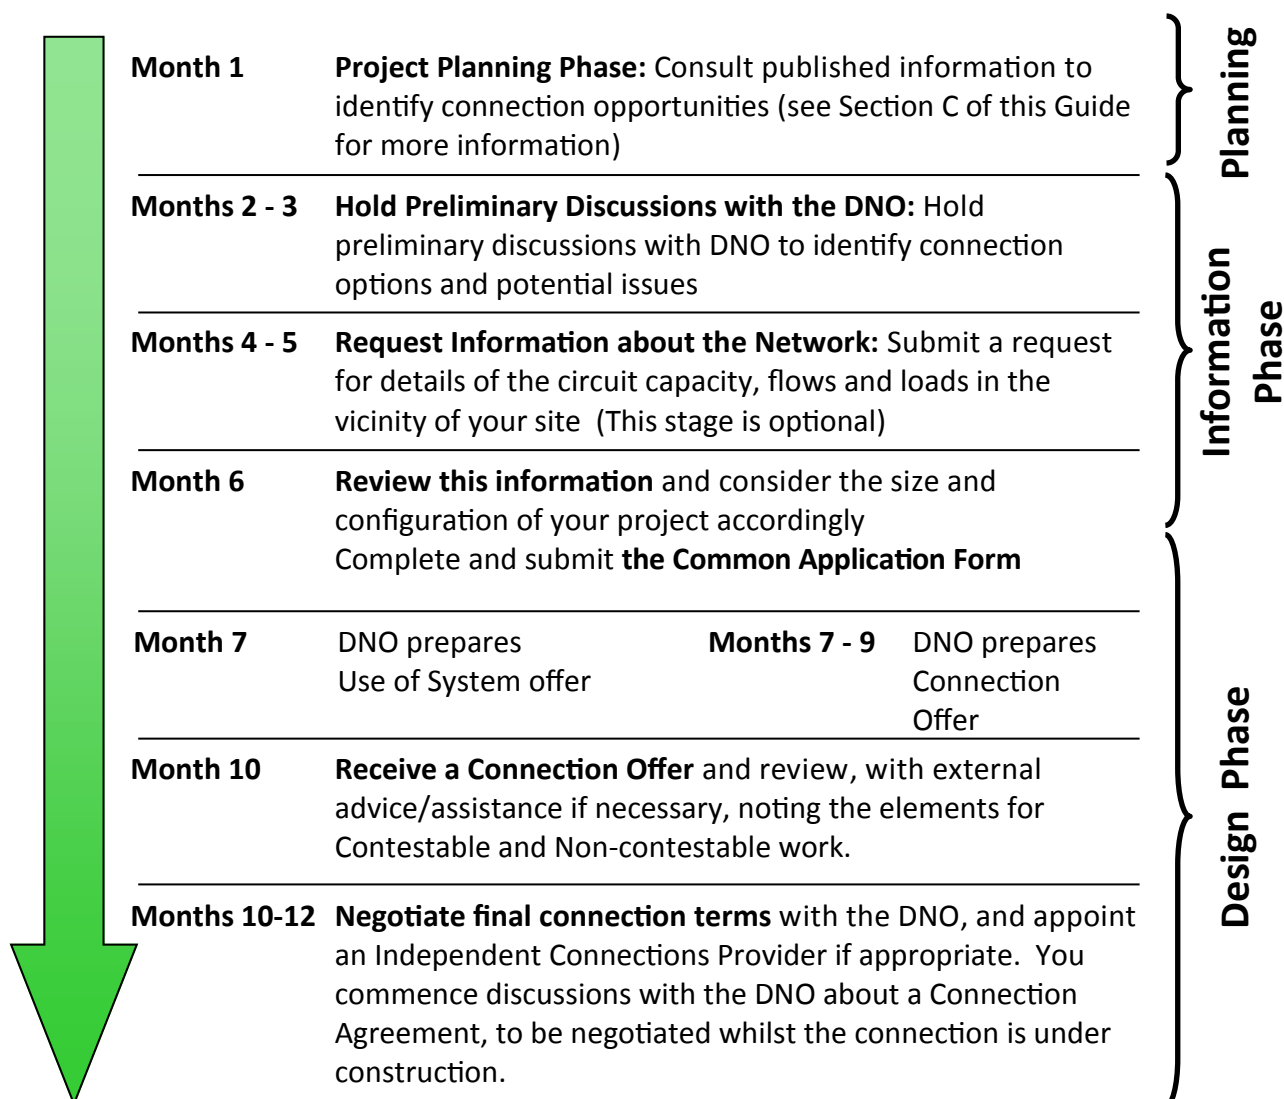 Month 1 Project Planning Phase: Consult published information to
identify connection opportunities (see Section C of this Guide
for more information)
Planning
Months 2 - 3 Hold Preliminary Discussions with the DNO: Hold
preliminary discussions with DNO to identify connection
options and potential issues
Months 4 - 5 Request Information about the Network: Submit a request
for details of the circuit capacity, flows and loads in the
vicinity of your site (This stage is optional)
Information
Phase
Month 6 Review this information and consider the size and
configuration of your project accordingly
Complete and submit the Common Application Form
Month 7 DNO prepares
Use of System offer
Months 7 - 9 DNO prepares
Connection
Offer
Month 10 Receive a Connection Offer and review, with external
advice/assistance if necessary, noting the elements for
Contestable and Non-contestable work.
Months 10-12 Negotiate final connection terms with the DNO, and appoint
an Independent Connections Provider if appropriate. You
commence discussions with the DNO about a Connection
Agreement, to be negotiated whilst the connection is under
construction.
Design Phase